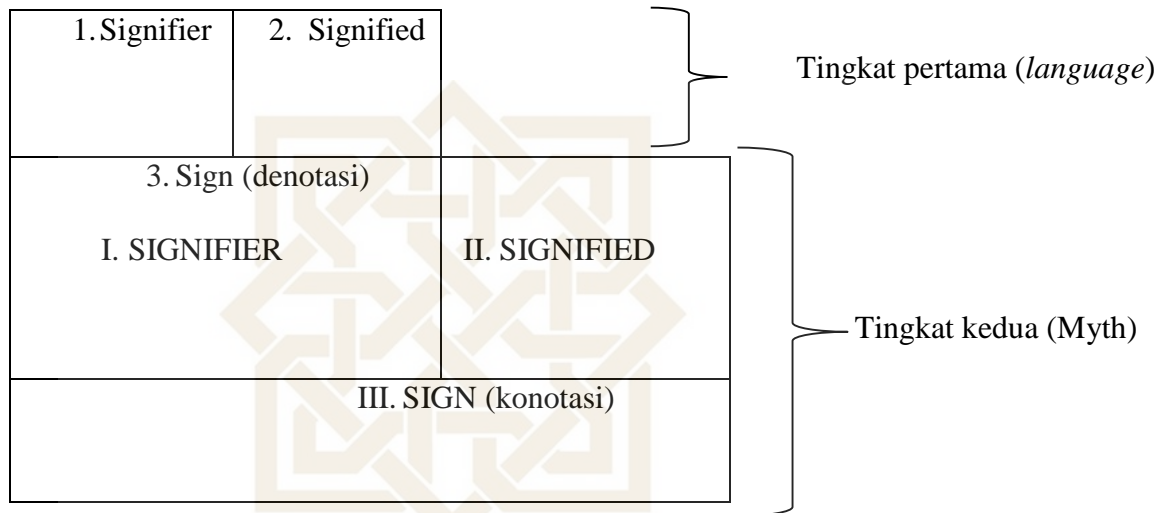 1. Signifier
2. Signified
Tingkat pertama (language)
3. Sign (denotasi)
I. SIGNIFIER
II. SIGNIFIED
Tingkat kedua (Myth)
III. SIGN (konotasi)